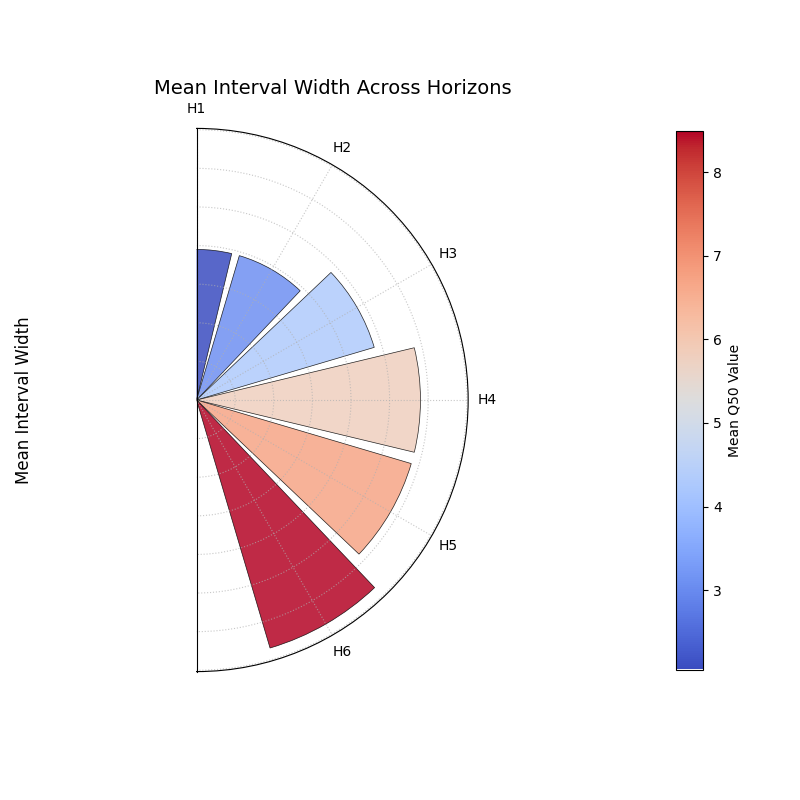 Mean Interval Width Across Horizons
H1
H2
H3
H4
H5
H6
Mean Interval Width
8
7
6
5
4
3
Mean Q50 Value